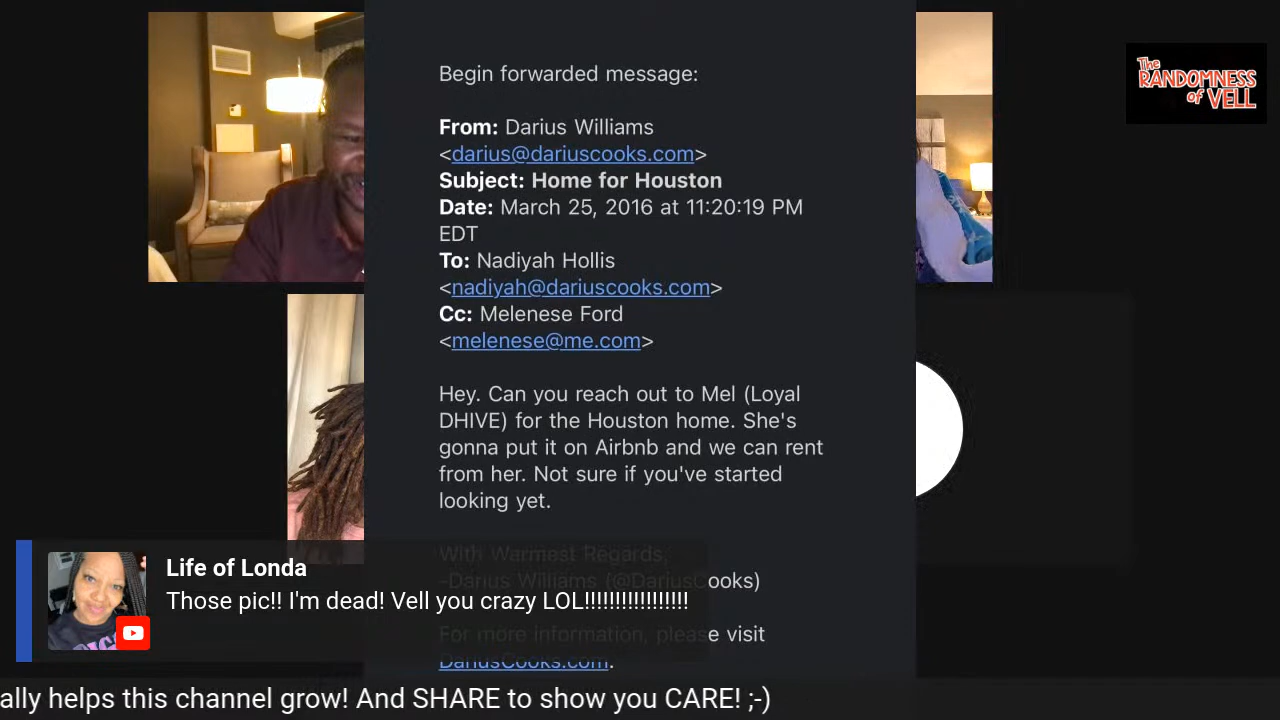 The
RANDOMNESS
of VELL
Begin forwarded message:
From: Darius Williams
<darius@dariuscooks.com>
Subject: Home for Houston
Date: March 25, 2016 at 11:20:19 PM
EDT
To: Nadiyah Hollis
<nadiyah@dariuscooks.com>
Cc: Melenese Ford
<melenese@me.com>
Hey. Can you reach out to Mel (Loyal
DHIVE) for the Houston home. She's
gonna put it on Airbnb and we can rent
from her. Not sure if you've started
looking yet.
With Warmest Regards,
-Darius Williams (@DariusCooks)
For more information, please visit
DariusCooks.com.
Life of Londa
Those pic!! I'm dead! Vell you crazy LOL!!!!!!!!!!!!!!!!!
ally helps this channel grow! And SHARE to show you CARE! ;-)